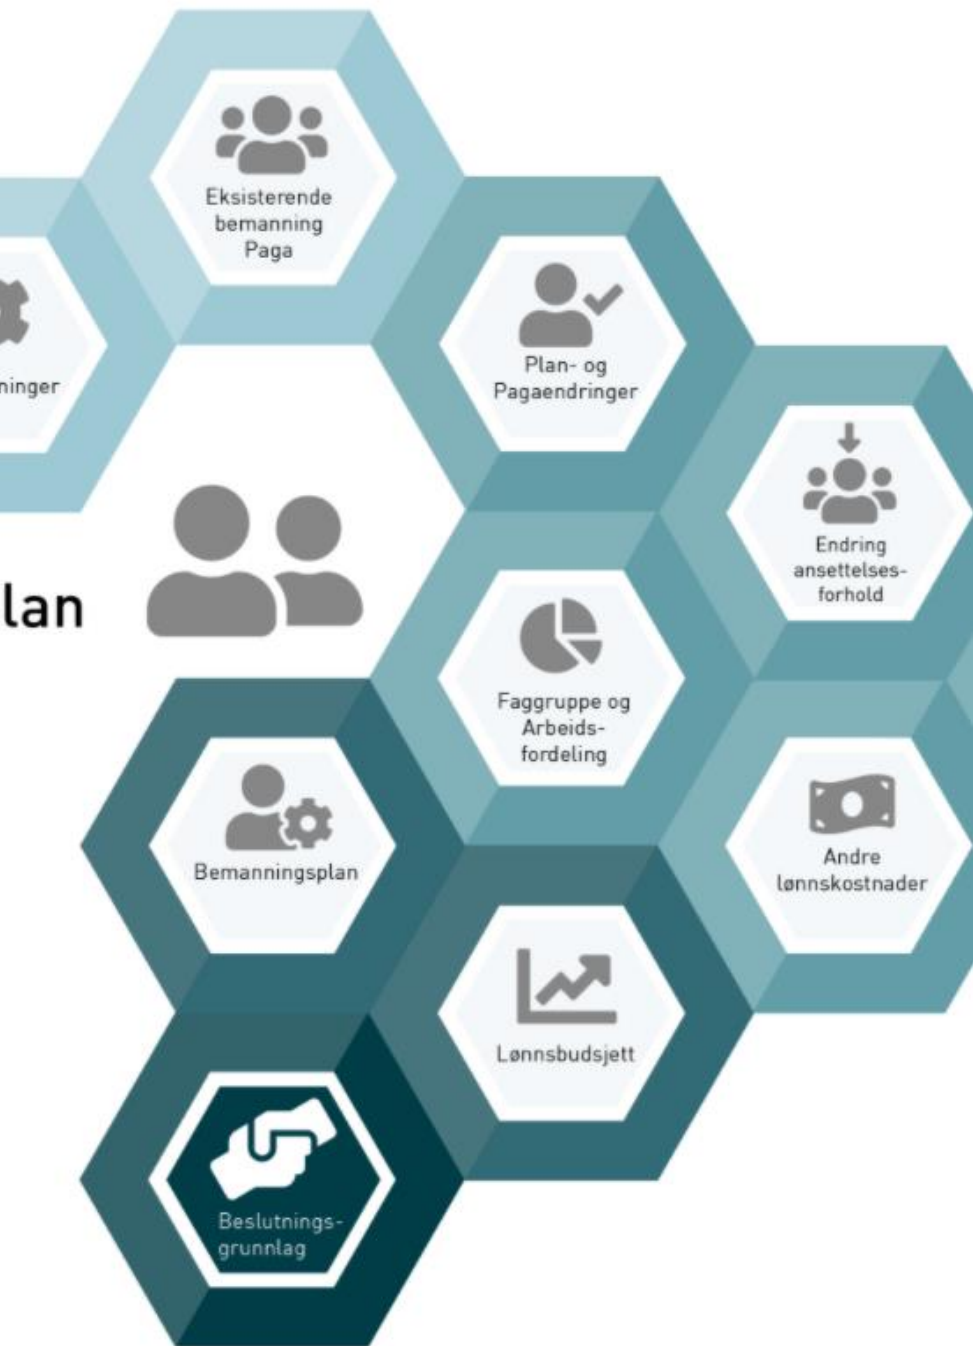 Eksisterende
bemanning
Paga
ninger
Plan- og
Pagaendringer
Endring
ansettelses-
forhold
lan
Faggruppe og
Arbeids-
fordeling
Bemanningsplan
Andre
lønnskostnader
Lønnsbudsjett
Beslutnings-
grunnlag